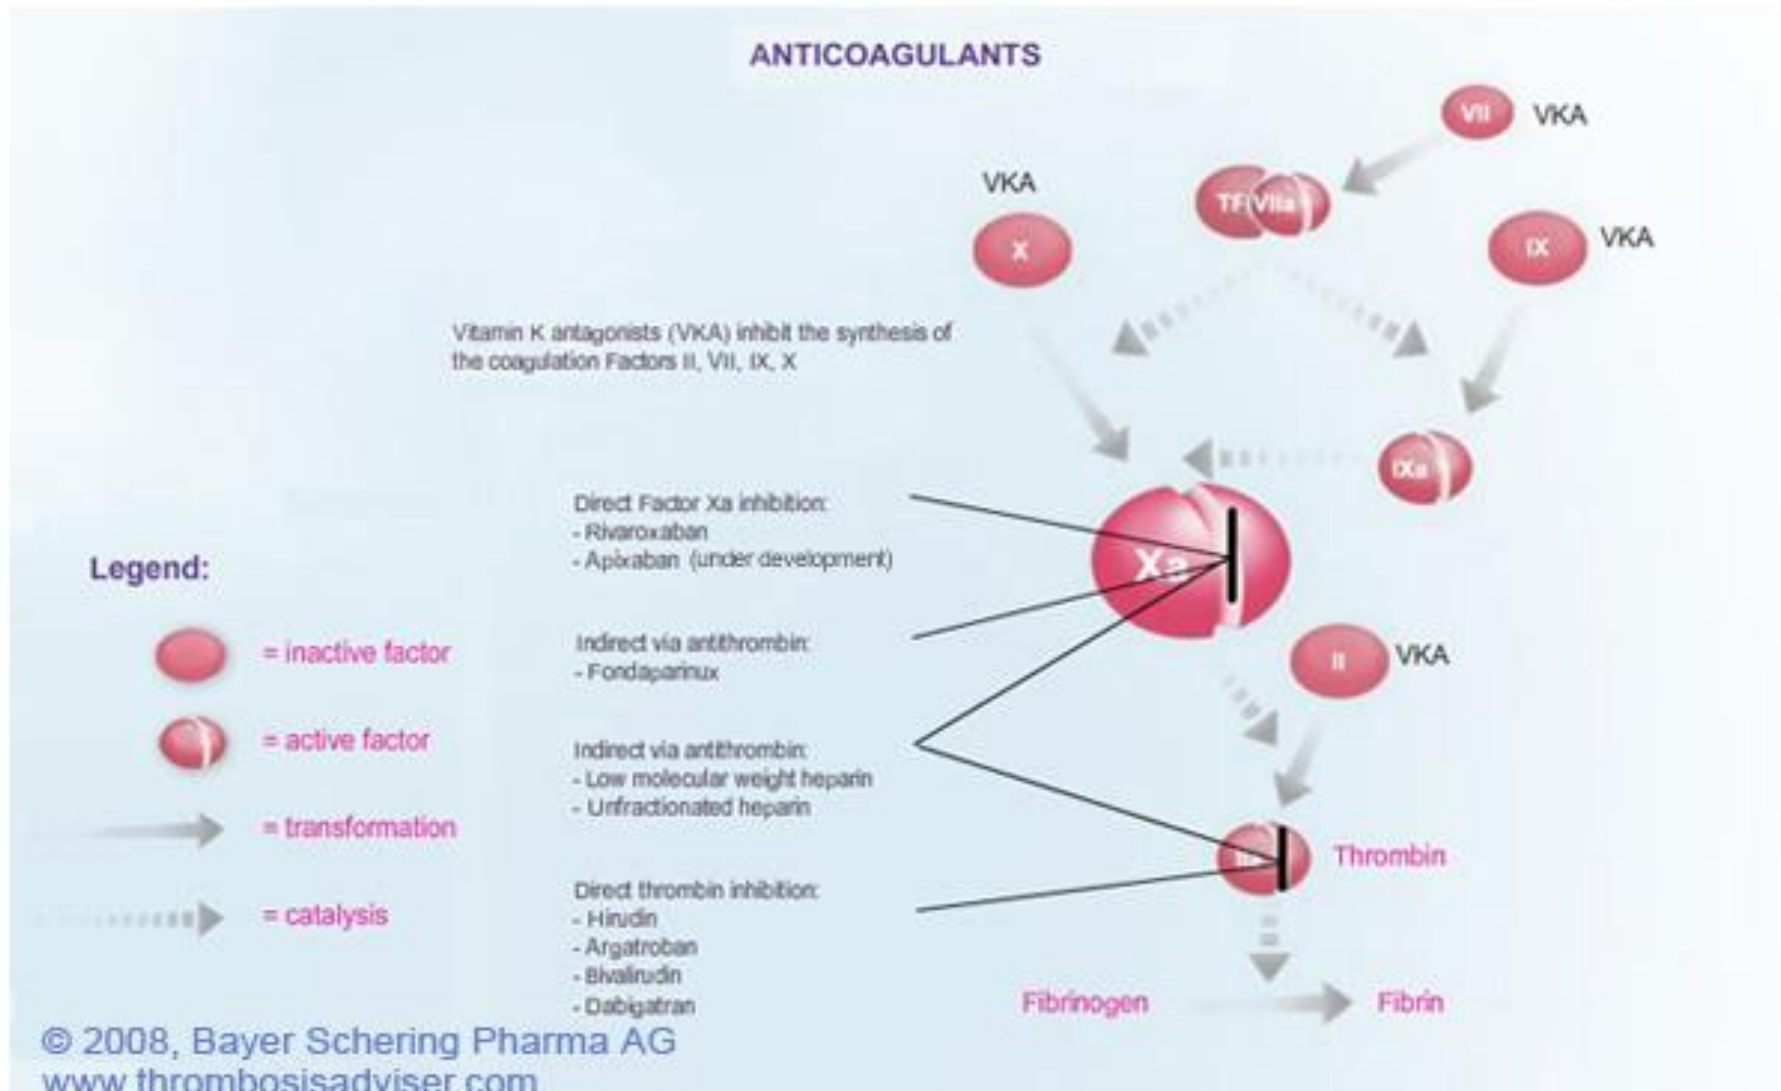 ANTICOAGULANTS
VII
VKA
VKA
TF
VIIa
X
IX
VKA
Vitamin K antagonists (VKA) inhibit the synthesis of
the coagulation Factors II, VII, IX, X
IXa
Direct Factor Xa inhibition:
- Rivaroxaban
- Apixaban (under development)
Xa
Legend:
= inactive factor
Indirect via antithrombin:
- Fondaparinux
II
VKA
= active factor
Indirect via antithrombin:
- Low molecular weight heparin
- Unfractionated heparin
= transformation
Thrombin
Direct thrombin inhibition:
- Hirudin
- Argatroban
- Bivalirudin
- Dabigatran
= catalysis
Fibrinogen
Fibrin
© 2008, Bayer Schering Pharma AG
www.thrombosisadviser.com